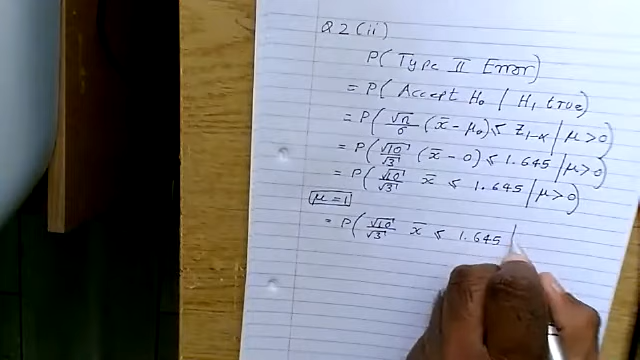 Q2(ii)
P(Type II Error)
= P(Accept H₀ | H₁ true)
= P(√n/σ (x̄ - μ₀) ≤ Z₁₋α | μ>0)
= P(√10/√3 (x̄ - 0) ≤ 1.645 | μ>0)
= P(√10/√3 x̄ ≤ 1.645 | μ>0)
μ=1
= P(√10/√3 x̄ ≤ 1.645 |